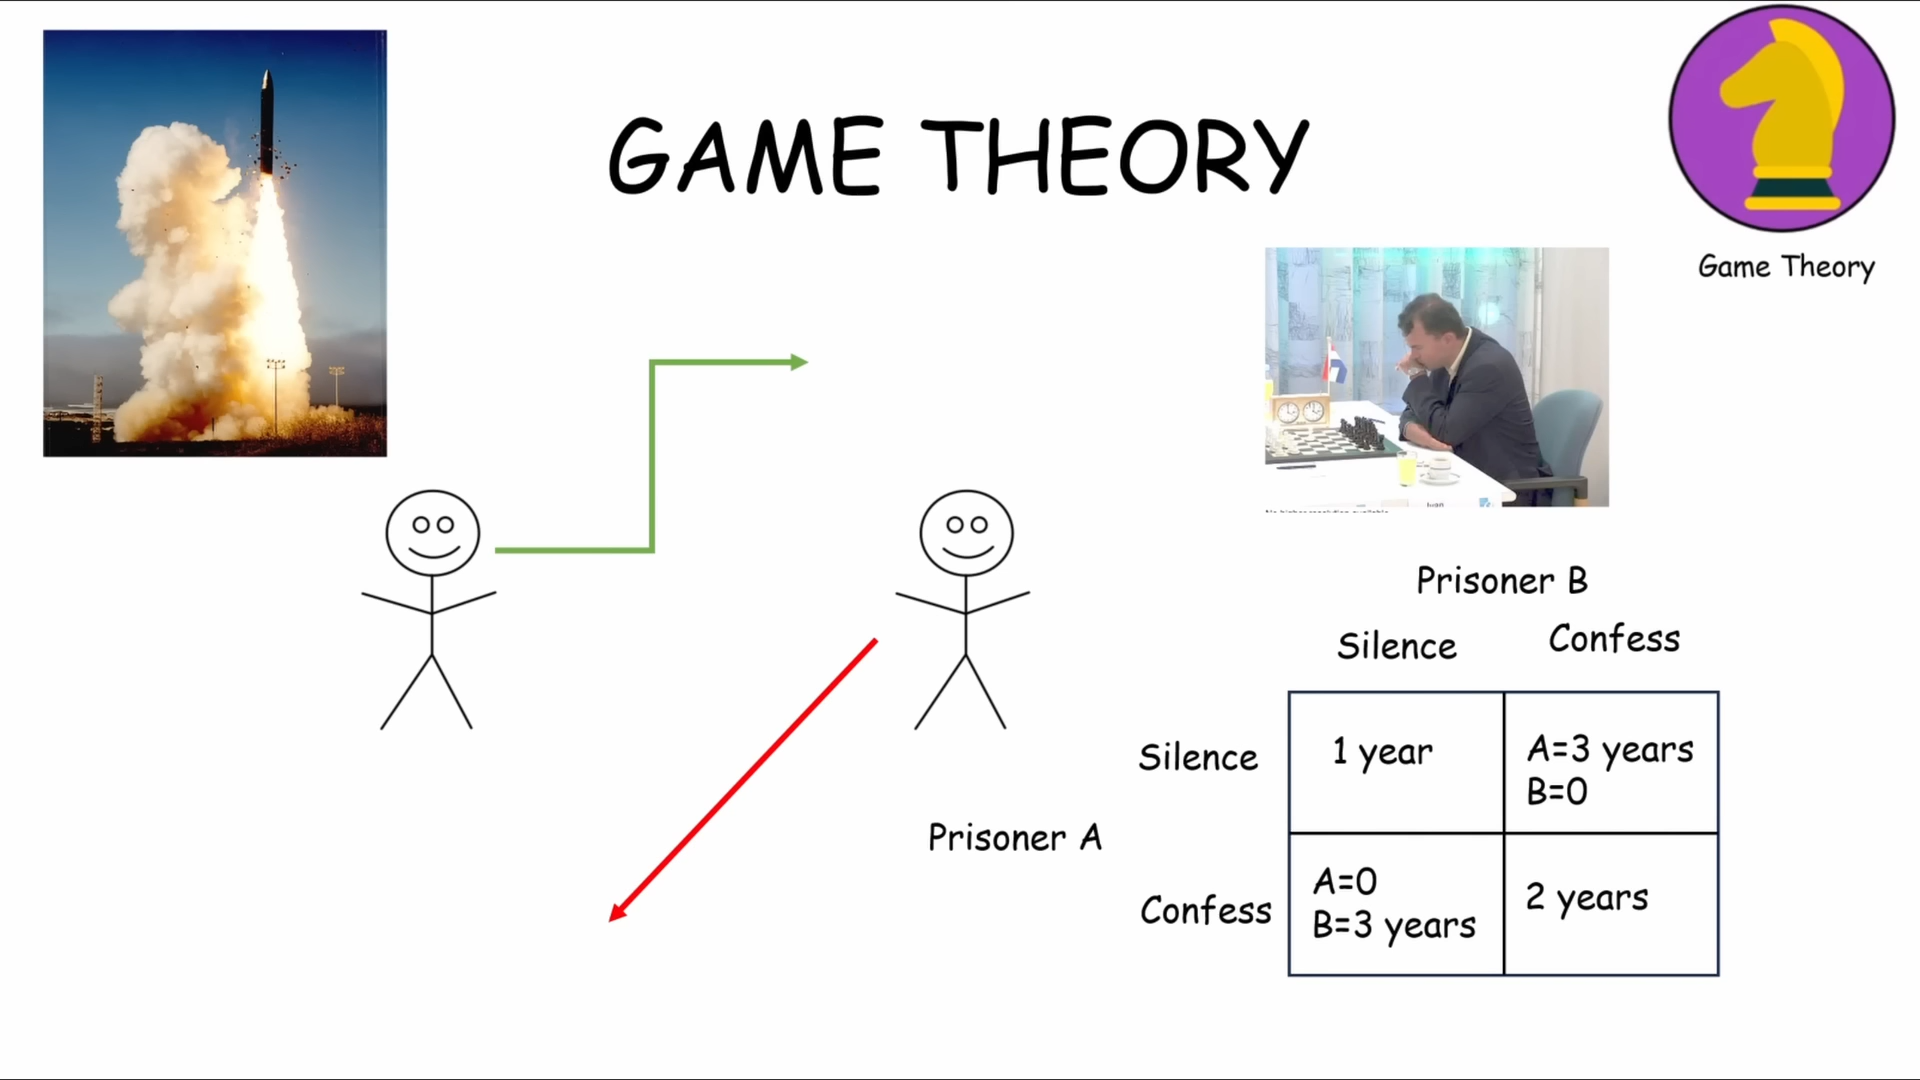 GAME THEORY
Game Theory
Prisoner B
Silence
Confess
Silence
1 year
A=3 years
B=0
Prisoner A
Confess
A=0
B=3 years
2 years